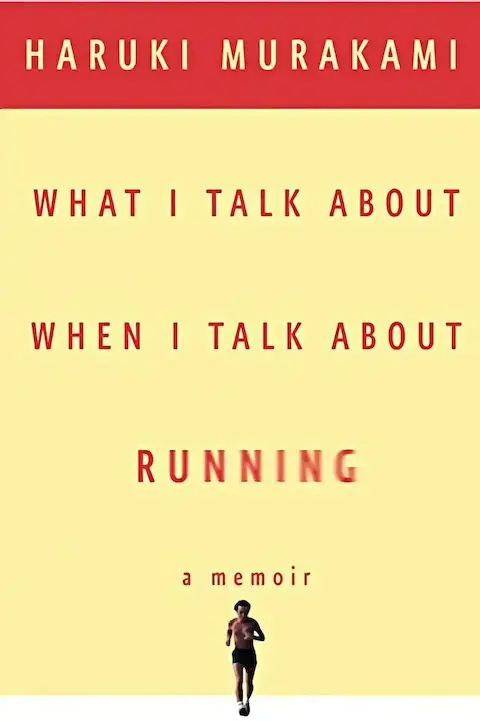 HARUKI MURAKAMI
WHAT I TALK ABOUT
WHEN I TALK ABOUT
RUNNING
a memoir